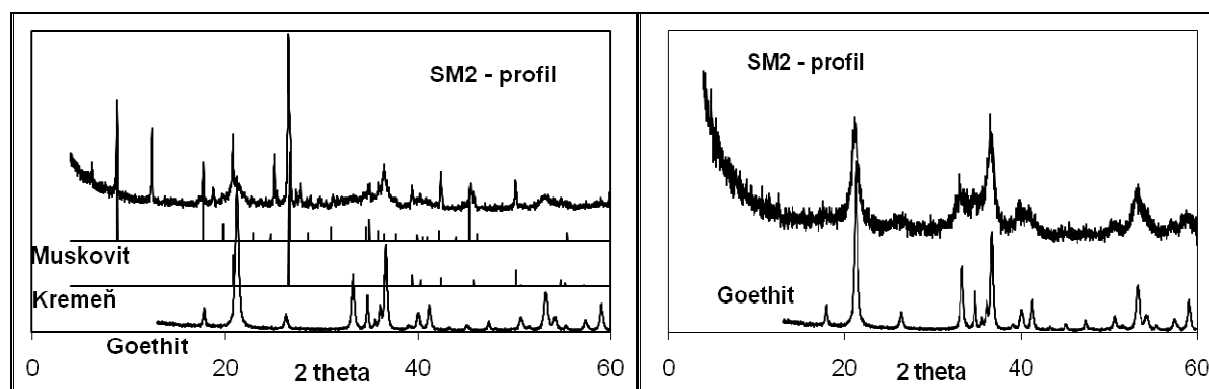 SM2 - profil
Muskovit
Kremeň
Goethit
0 20 40 60
2 theta
SM2 - profil
Goethit
0 20 40 60
2 theta